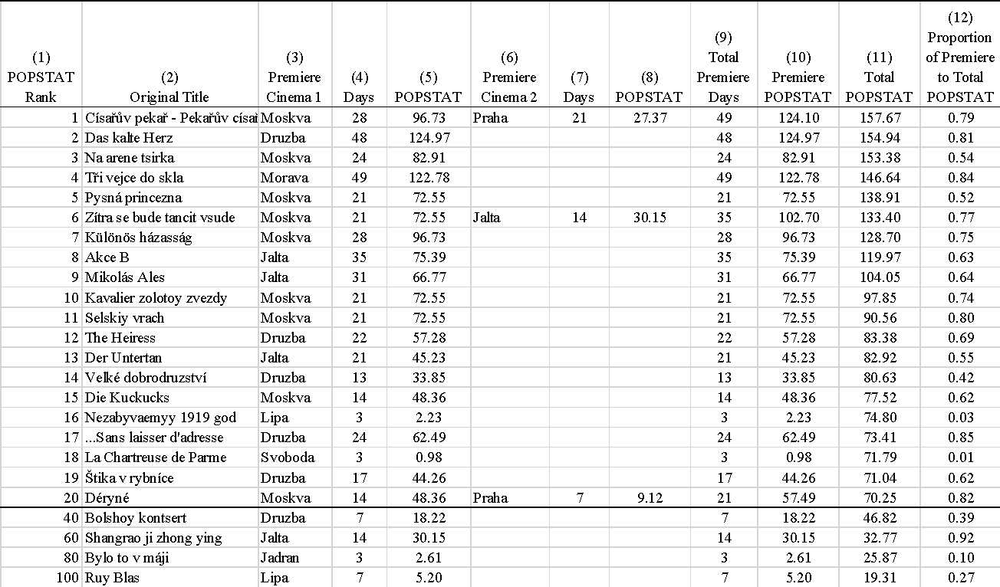 (1) POPSTAT Rank | (2) Original Title | (3) Premiere Cinema 1 | (4) Days | (5) POPSTAT | (6) Premiere Cinema 2 | (7) Days | (8) POPSTAT | (9) Total Premiere Days | (10) Premiere POPSTAT | (11) Total POPSTAT | (12) Proportion of Premiere to Total POPSTAT
1 Císařův pekař - Pekařův císař Moskva 28 96.73 Praha 21 27.37 49 124.10 157.67 0.79
2 Das kalte Herz Druzba 48 124.97 48 124.97 154.94 0.81
3 Na arene tsirka Moskva 24 82.91 24 82.91 153.38 0.54
4 Tři vejce do skla Morava 49 122.78 49 122.78 146.64 0.84
5 Pysná princezna Moskva 21 72.55 21 72.55 138.91 0.52
6 Zítra se bude tancit vsude Moskva 21 72.55 Jalta 14 30.15 35 102.70 133.40 0.77
7 Különös házasság Moskva 28 96.73 28 96.73 128.70 0.75
8 Akce B Jalta 35 75.39 35 75.39 119.97 0.63
9 Mikolás Ales Jalta 31 66.77 31 66.77 104.05 0.64
10 Kavalier zolotoy zvezdy Moskva 21 72.55 21 72.55 97.85 0.74
11 Selskiy vrach Moskva 21 72.55 21 72.55 90.56 0.80
12 The Heiress Druzba 22 57.28 22 57.28 83.38 0.69
13 Der Untertan Jalta 21 45.23 21 45.23 82.92 0.55
14 Velké dobrodruzství Druzba 13 33.85 13 33.85 80.63 0.42
15 Die Kuckucks Moskva 14 48.36 14 48.36 77.52 0.62
16 Nezabyvaemyy 1919 god Lipa 3 2.23 3 2.23 74.80 0.03
17 ...Sans laisser d'adresse Druzba 24 62.49 24 62.49 73.41 0.85
18 La Chartreuse de Parme Svoboda 3 0.98 3 0.98 71.79 0.01
19 Štika v rybníce Druzba 17 44.26 17 44.26 71.04 0.62
20 Déryné Moskva 14 48.36 Praha 7 9.12 21 57.49 70.25 0.82
40 Bolshoy kontsert Druzba 7 18.22 7 18.22 46.82 0.39
60 Shangrao ji zhong ying Jalta 14 30.15 14 30.15 32.77 0.92
80 Bylo to v máji Jadran 3 2.61 3 2.61 25.87 0.10
100 Ruy Blas Lipa 7 5.20 7 5.20 19.31 0.27